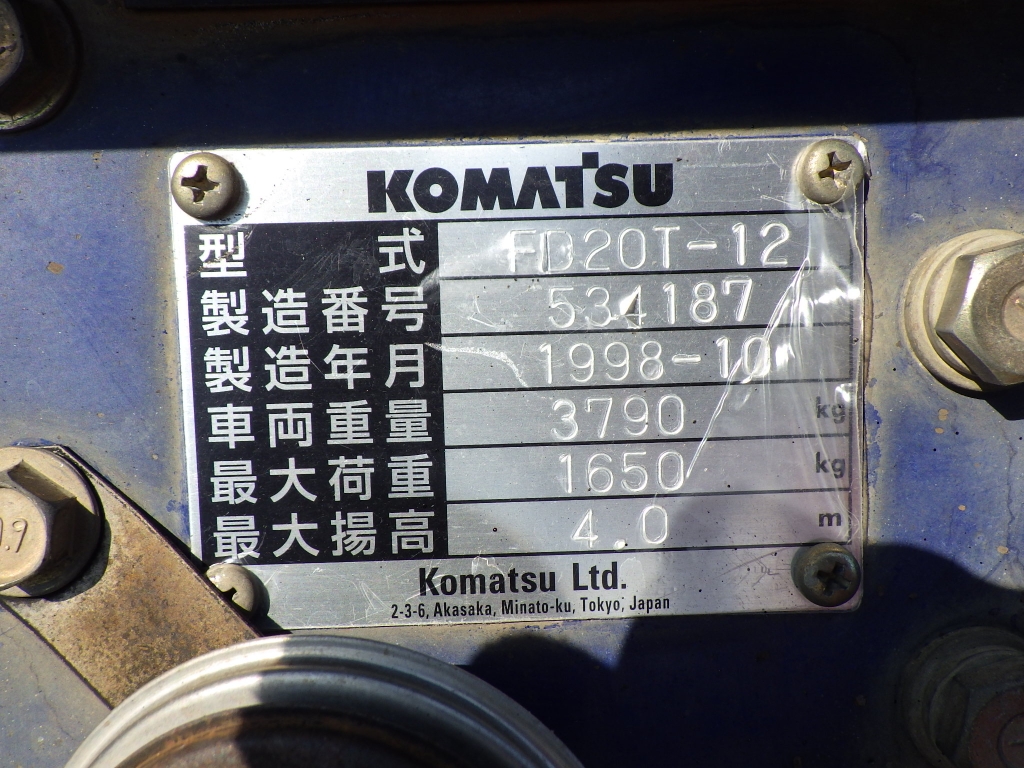 KOMATSU
型式 FD20T-12
製造番号 534187
製造年月 1998-10
車両重量 3790 kg
最大荷重 1650 kg
最大揚高 4.0 m
Komatsu Ltd.
2-3-6, Akasaka, Minato-ku, Tokyo, Japan